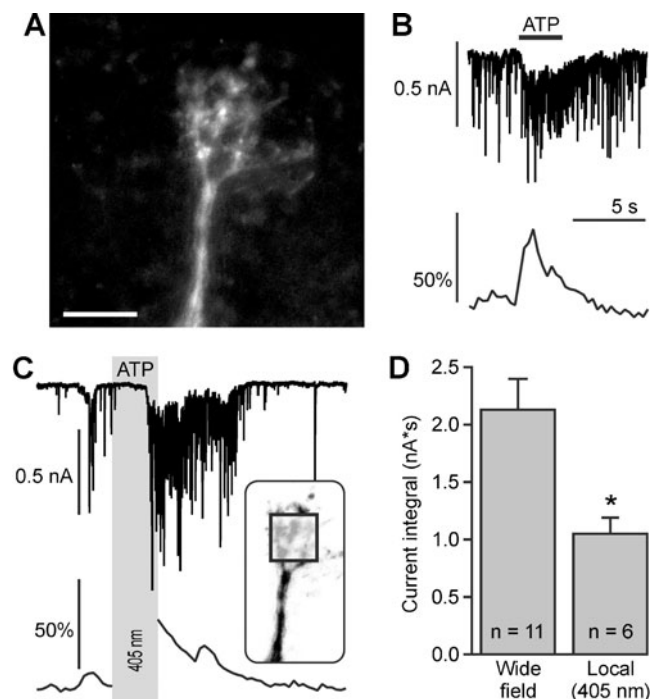 A
B
ATP
0.5 nA
5 s
50%
C
ATP
0.5 nA
50%
405 nm
D
Current integral (nA*s)
2.5
2.0
1.5
1.0
0.5
0.0
*
n = 11
n = 6
Wide field
Local (405 nm)